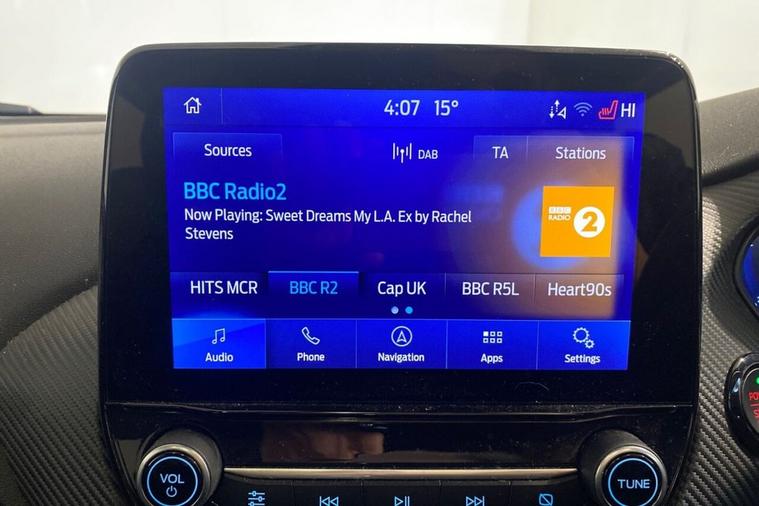 4:07 15° HI
Sources DAB TA Stations
BBC Radio2
Now Playing: Sweet Dreams My L.A. Ex by Rachel
Stevens
BBC
RADIO 2
HITS MCR BBC R2 Cap UK BBC R5L Heart90s
Audio Phone Navigation Apps Settings
VOL TUNE